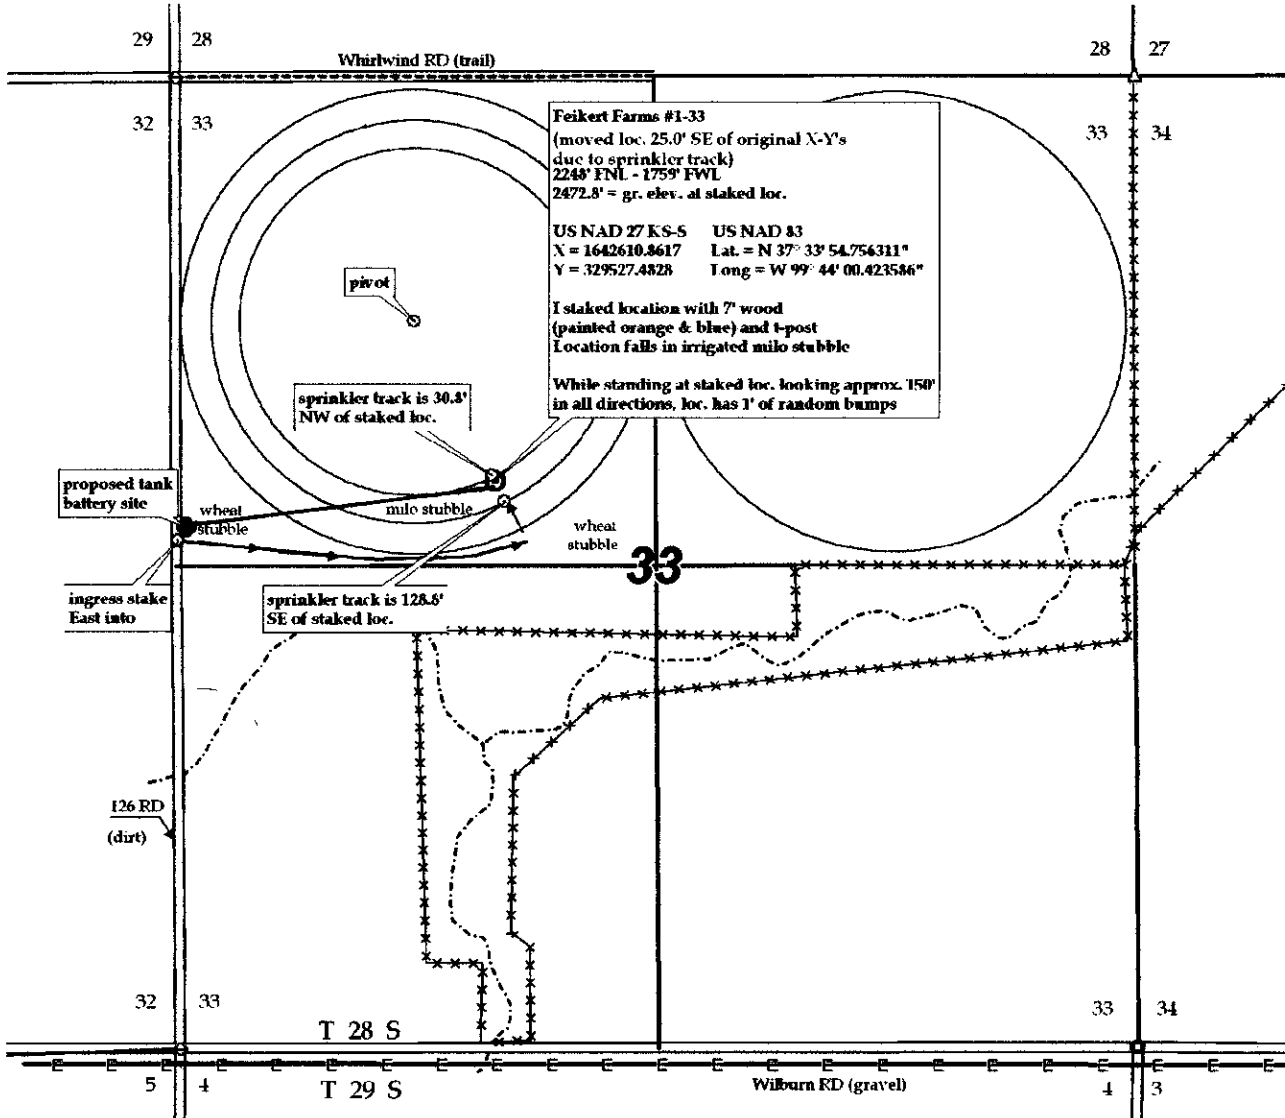 29
28
28
27
Whirlwind RD (trail)
32
33
33
34
Feikert Farms #1-33
(moved loc. 25.0' SE of original X-Y's
due to sprinkler track)
2248' FNL - 1759' FWL
2472.8' = gr. elev. at staked loc.
US NAD 27 KS-S US NAD 83
X = 1642610.8617 Lat. = N 37° 33' 54.756311"
Y = 329527.4828 Long = W 99° 44' 00.423586"
I staked location with 7' wood
(painted orange & blue) and t-post
Location falls in irrigated milo stubble
While standing at staked loc. looking approx. 150'
in all directions, loc. has 1' of random bumps
pivot
sprinkler track is 30.8'
NW of staked loc.
proposed tank
battery site
wheat
stubble
milo stubble
wheat
stubble
33
ingress stake
East into
sprinkler track is 128.8'
SE of staked loc.
126 RD
(dirt)
32
33
33
34
T 28 S
5
4
T 29 S
Wilburn RD (gravel)
4
3